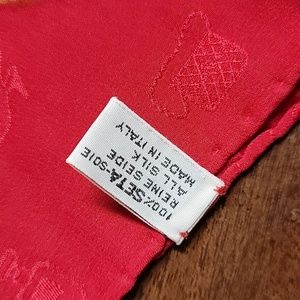 100%SETA-SOIE
REINE SEIDE
ALL SILK
MADE IN ITALY